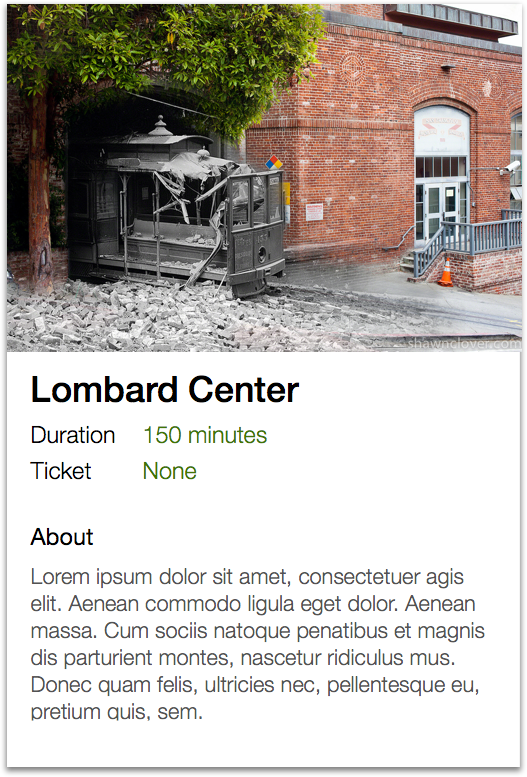 shawnclover.com
Lombard Center
Duration 150 minutes
Ticket None
About
Lorem ipsum dolor sit amet, consectetuer agis
elit. Aenean commodo ligula eget dolor. Aenean
massa. Cum sociis natoque penatibus et magnis
dis parturient montes, nascetur ridiculus mus.
Donec quam felis, ultricies nec, pellentesque eu,
pretium quis, sem.